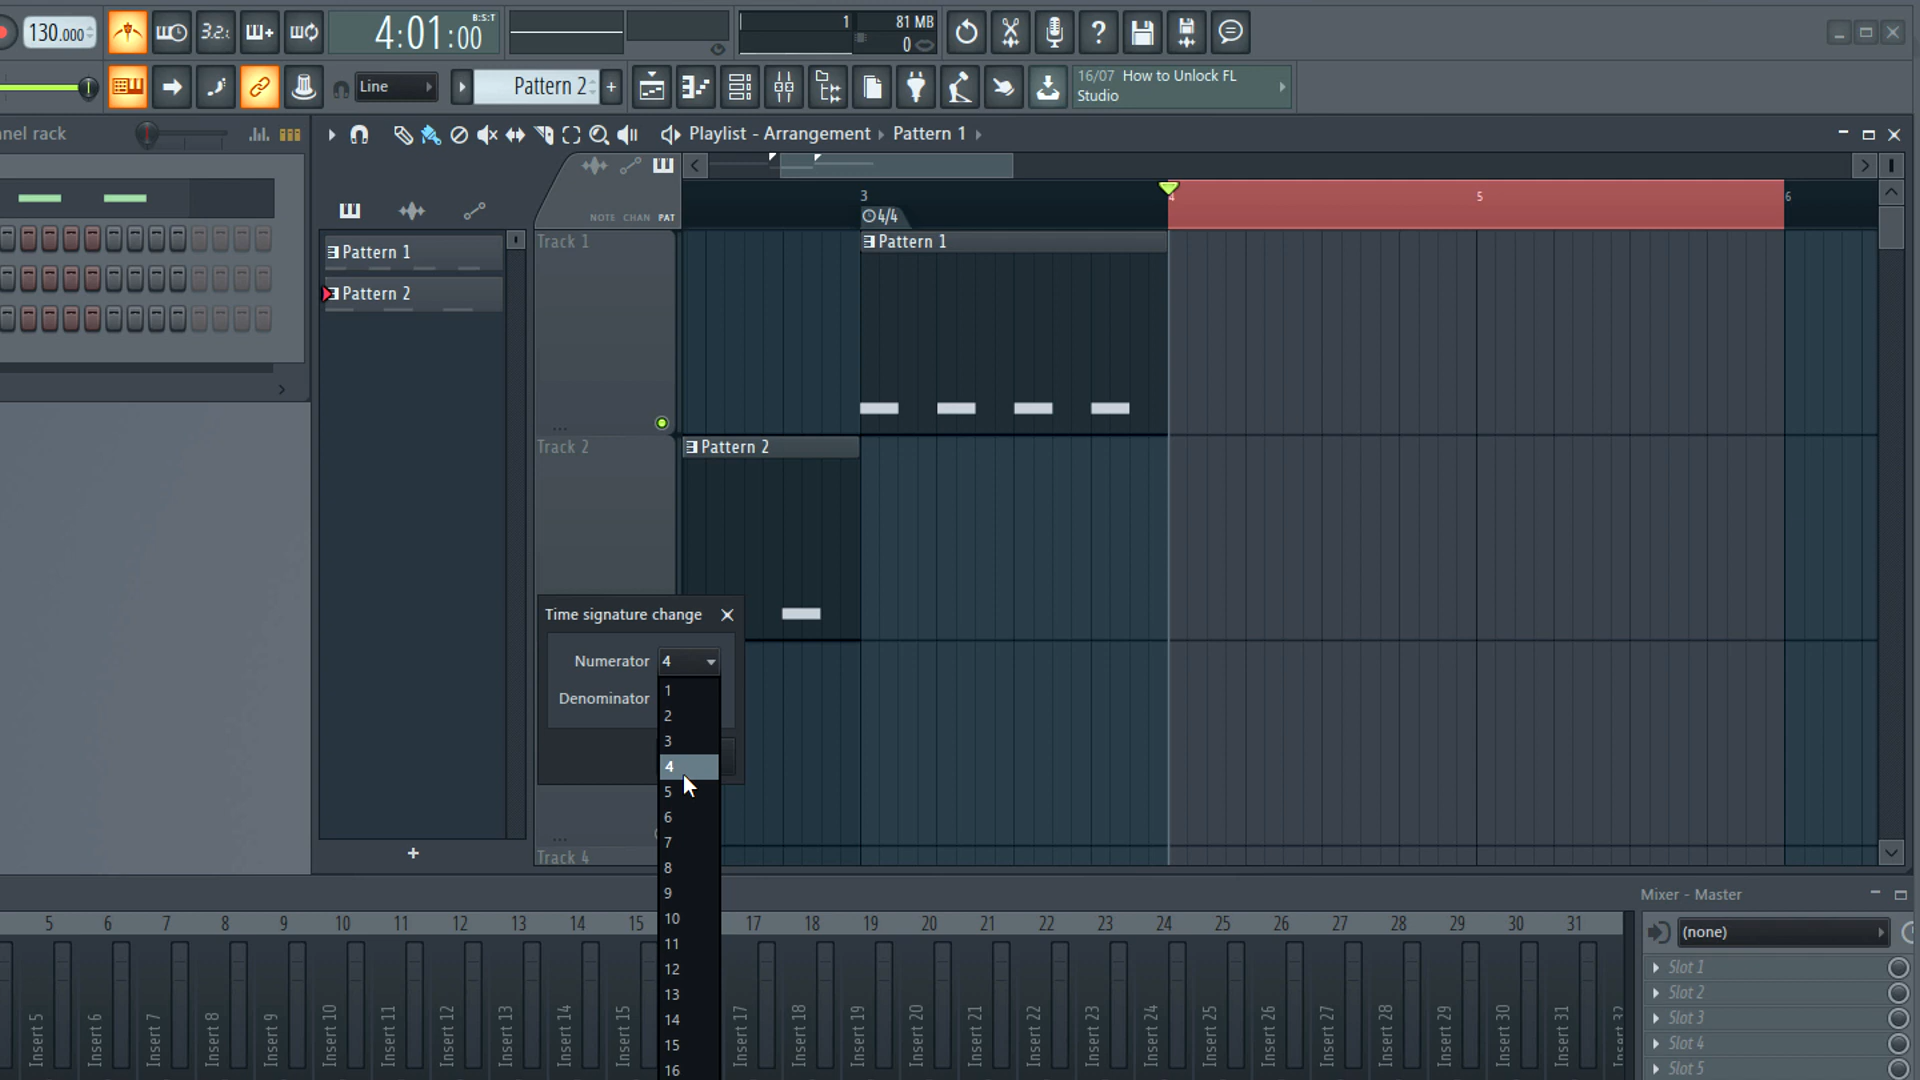 130.000
3.2.
4:01:00
B:S:T
1
81 MB
0
Line
Pattern 2
+
16/07 How to Unlock FL
Studio
nel rack
Playlist - Arrangement
Pattern 1
3
4
5
6
4/4
NOTE CHAN PAT
Pattern 1
Pattern 2
+
Track 1
Pattern 1
Track 2
Pattern 2
Track 4
Time signature change
Numerator 4
Denominator
1
2
3
4
5
6
7
8
9
10
11
12
13
14
15
16
Mixer - Master
5 6 7 8 9 10 11 12 13 14 15 17 18 19 20 21 22 23 24 25 26 27 28 29 30 31
(none)
Slot 1
Slot 2
Slot 3
Slot 4
Slot 5
Insert 5
Insert 6
Insert 7
Insert 8
Insert 9
Insert 10
Insert 11
Insert 12
Insert 13
Insert 14
Insert 15
Insert 17
Insert 18
Insert 19
Insert 20
Insert 21
Insert 22
Insert 23
Insert 24
Insert 25
Insert 26
Insert 27
Insert 28
Insert 29
Insert 30
Insert 31